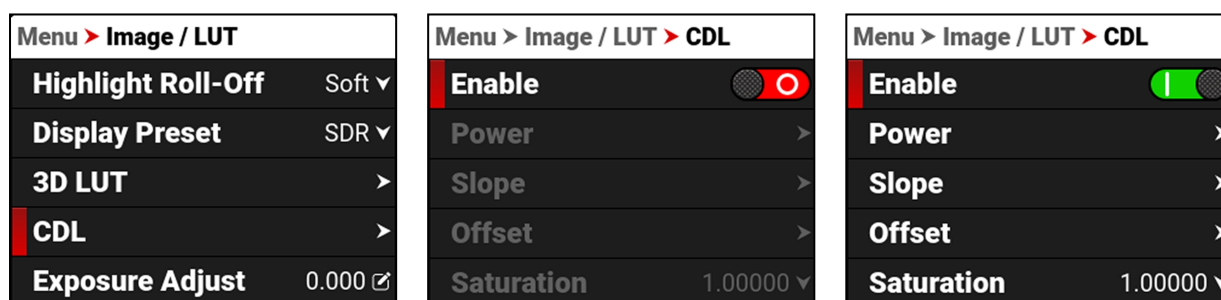 Menu > Image / LUT
Highlight Roll-Off Soft
Display Preset SDR
3D LUT
CDL
Exposure Adjust 0.000
Menu > Image / LUT > CDL
Enable
Power
Slope
Offset
Saturation 1.00000
Menu > Image / LUT > CDL
Enable
Power
Slope
Offset
Saturation 1.00000